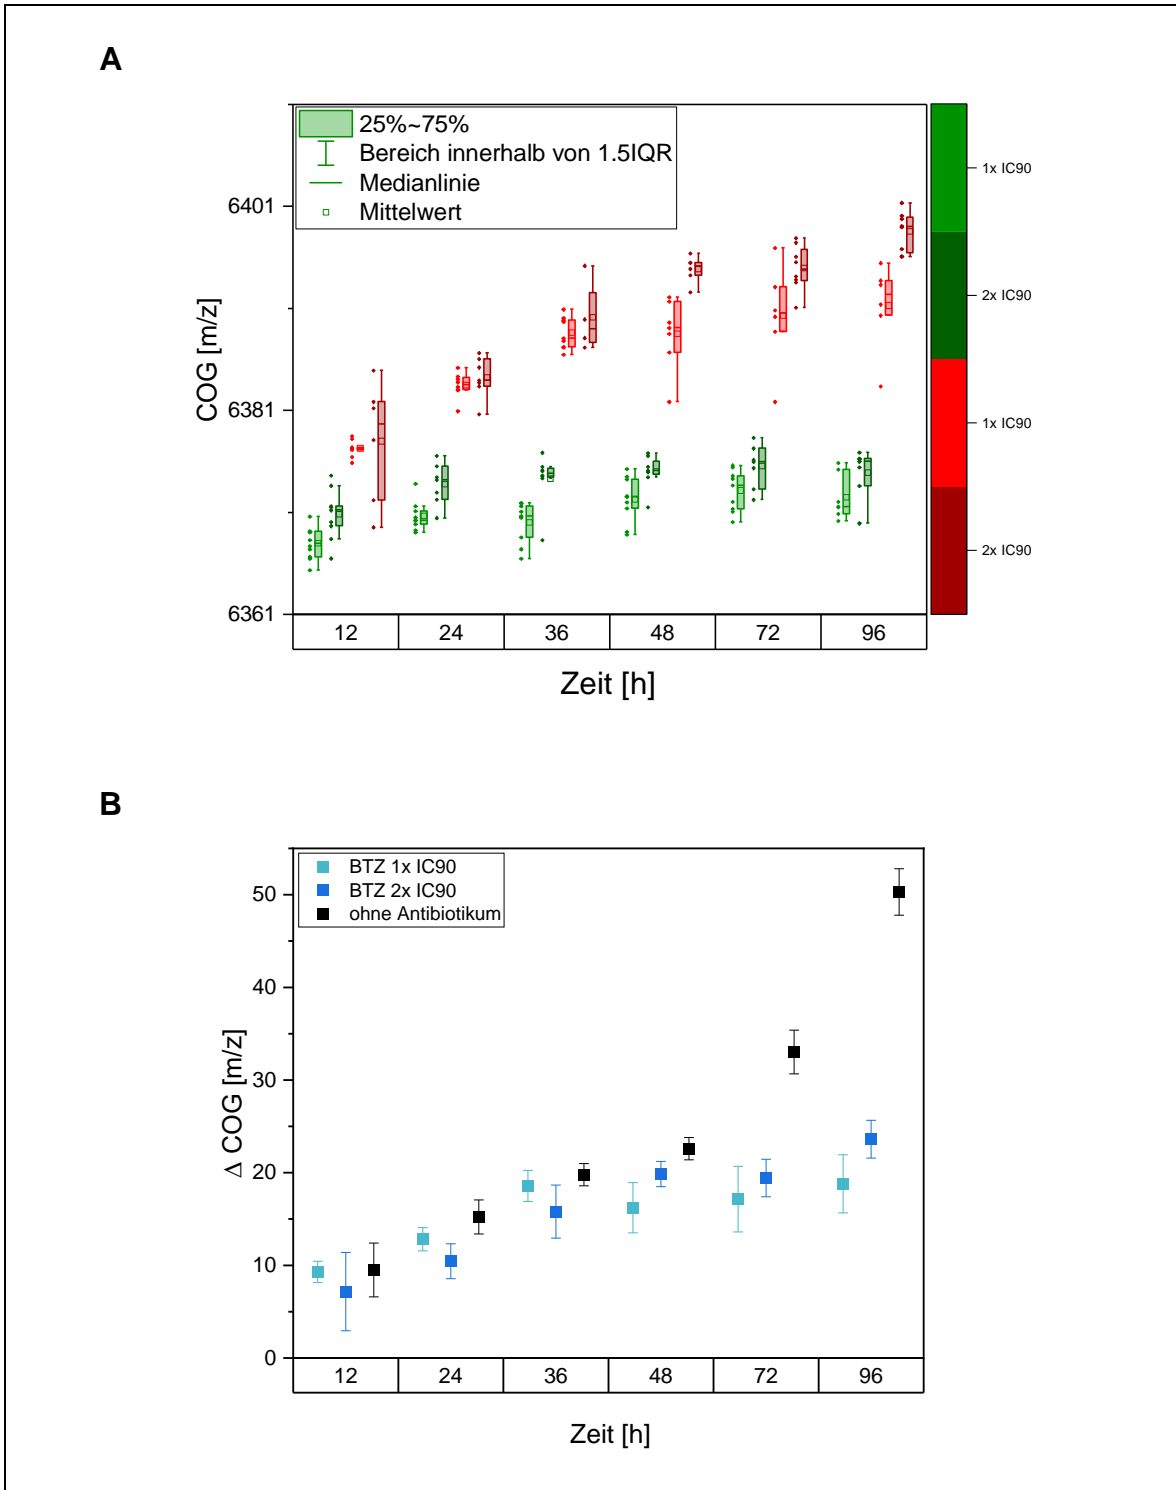 A
25%~75%
Bereich innerhalb von 1.5IQR
Medianlinie
Mittelwert
6401
6381
6361
COG [m/z]
12 24 36 48 72 96
Zeit [h]
1x IC90
2x IC90
1x IC90
2x IC90
B
BTZ 1x IC90
BTZ 2x IC90
ohne Antibiotikum
50
40
30
20
10
0
Δ COG [m/z]
12 24 36 48 72 96
Zeit [h]